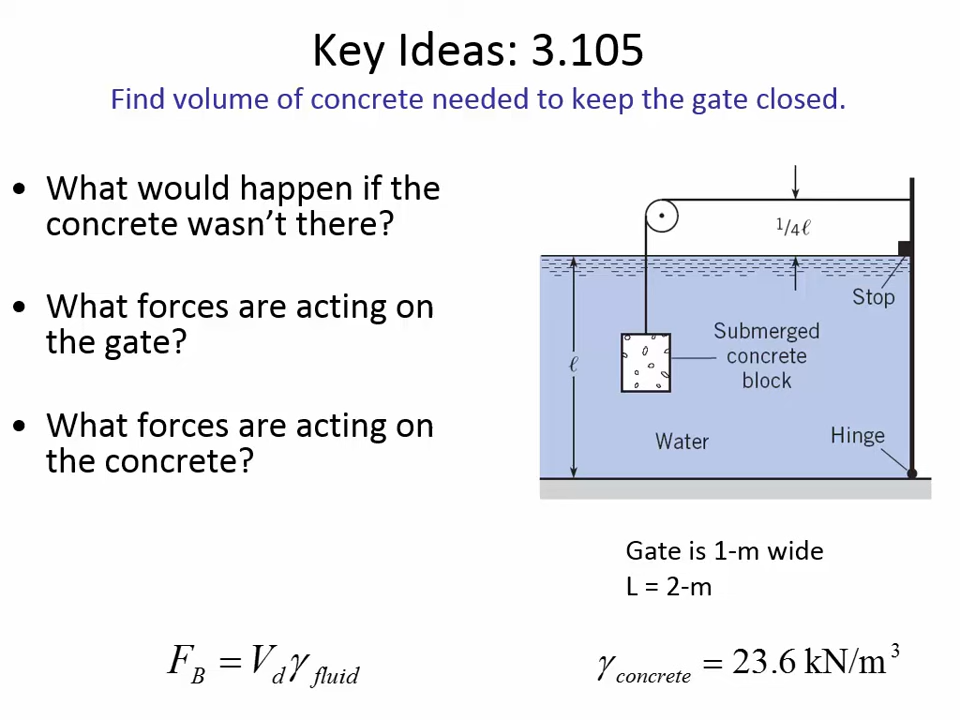 Key Ideas: 3.105
Find volume of concrete needed to keep the gate closed.
• What would happen if the
concrete wasn't there?
• What forces are acting on
the gate?
• What forces are acting on
the concrete?
1/4ℓ
Stop
Submerged
concrete
block
ℓ
Water
Hinge
Gate is 1-m wide
L = 2-m
F_B = V_d γ_fluid
γ_concrete = 23.6 kN/m³